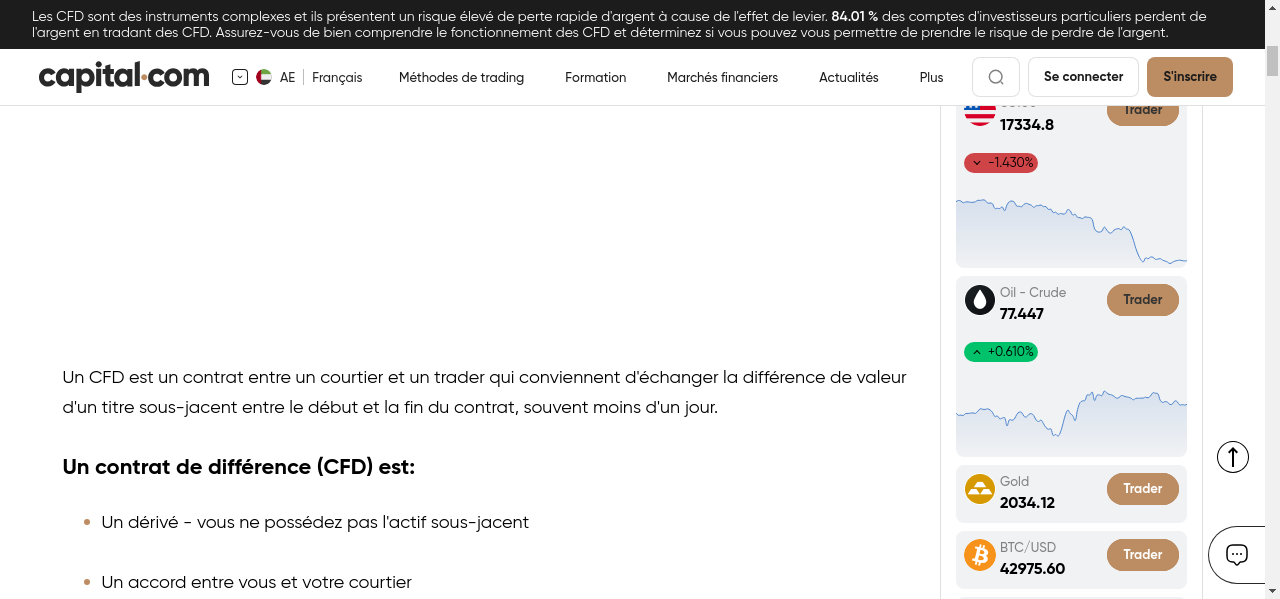 Les CFD sont des instruments complexes et ils présentent un risque élevé de perte rapide d'argent à cause de l'effet de levier. 84.01 % des comptes d'investisseurs particuliers perdent de
l'argent en tradant des CFD. Assurez-vous de bien comprendre le fonctionnement des CFD et déterminez si vous pouvez vous permettre de prendre le risque de perdre de l'argent.
capital.com AE Français Méthodes de trading Formation Marchés financiers Actualités Plus Se connecter S'inscrire
Trader
17334.8
-1.430%
Oil - Crude
Trader
77.447
+0.610%
Un CFD est un contrat entre un courtier et un trader qui conviennent d'échanger la différence de valeur
d'un titre sous-jacent entre le début et la fin du contrat, souvent moins d'un jour.
Un contrat de différence (CFD) est:
Un dérivé - vous ne possédez pas l'actif sous-jacent
Un accord entre vous et votre courtier
Gold
Trader
2034.12
BTC/USD
Trader
42975.60